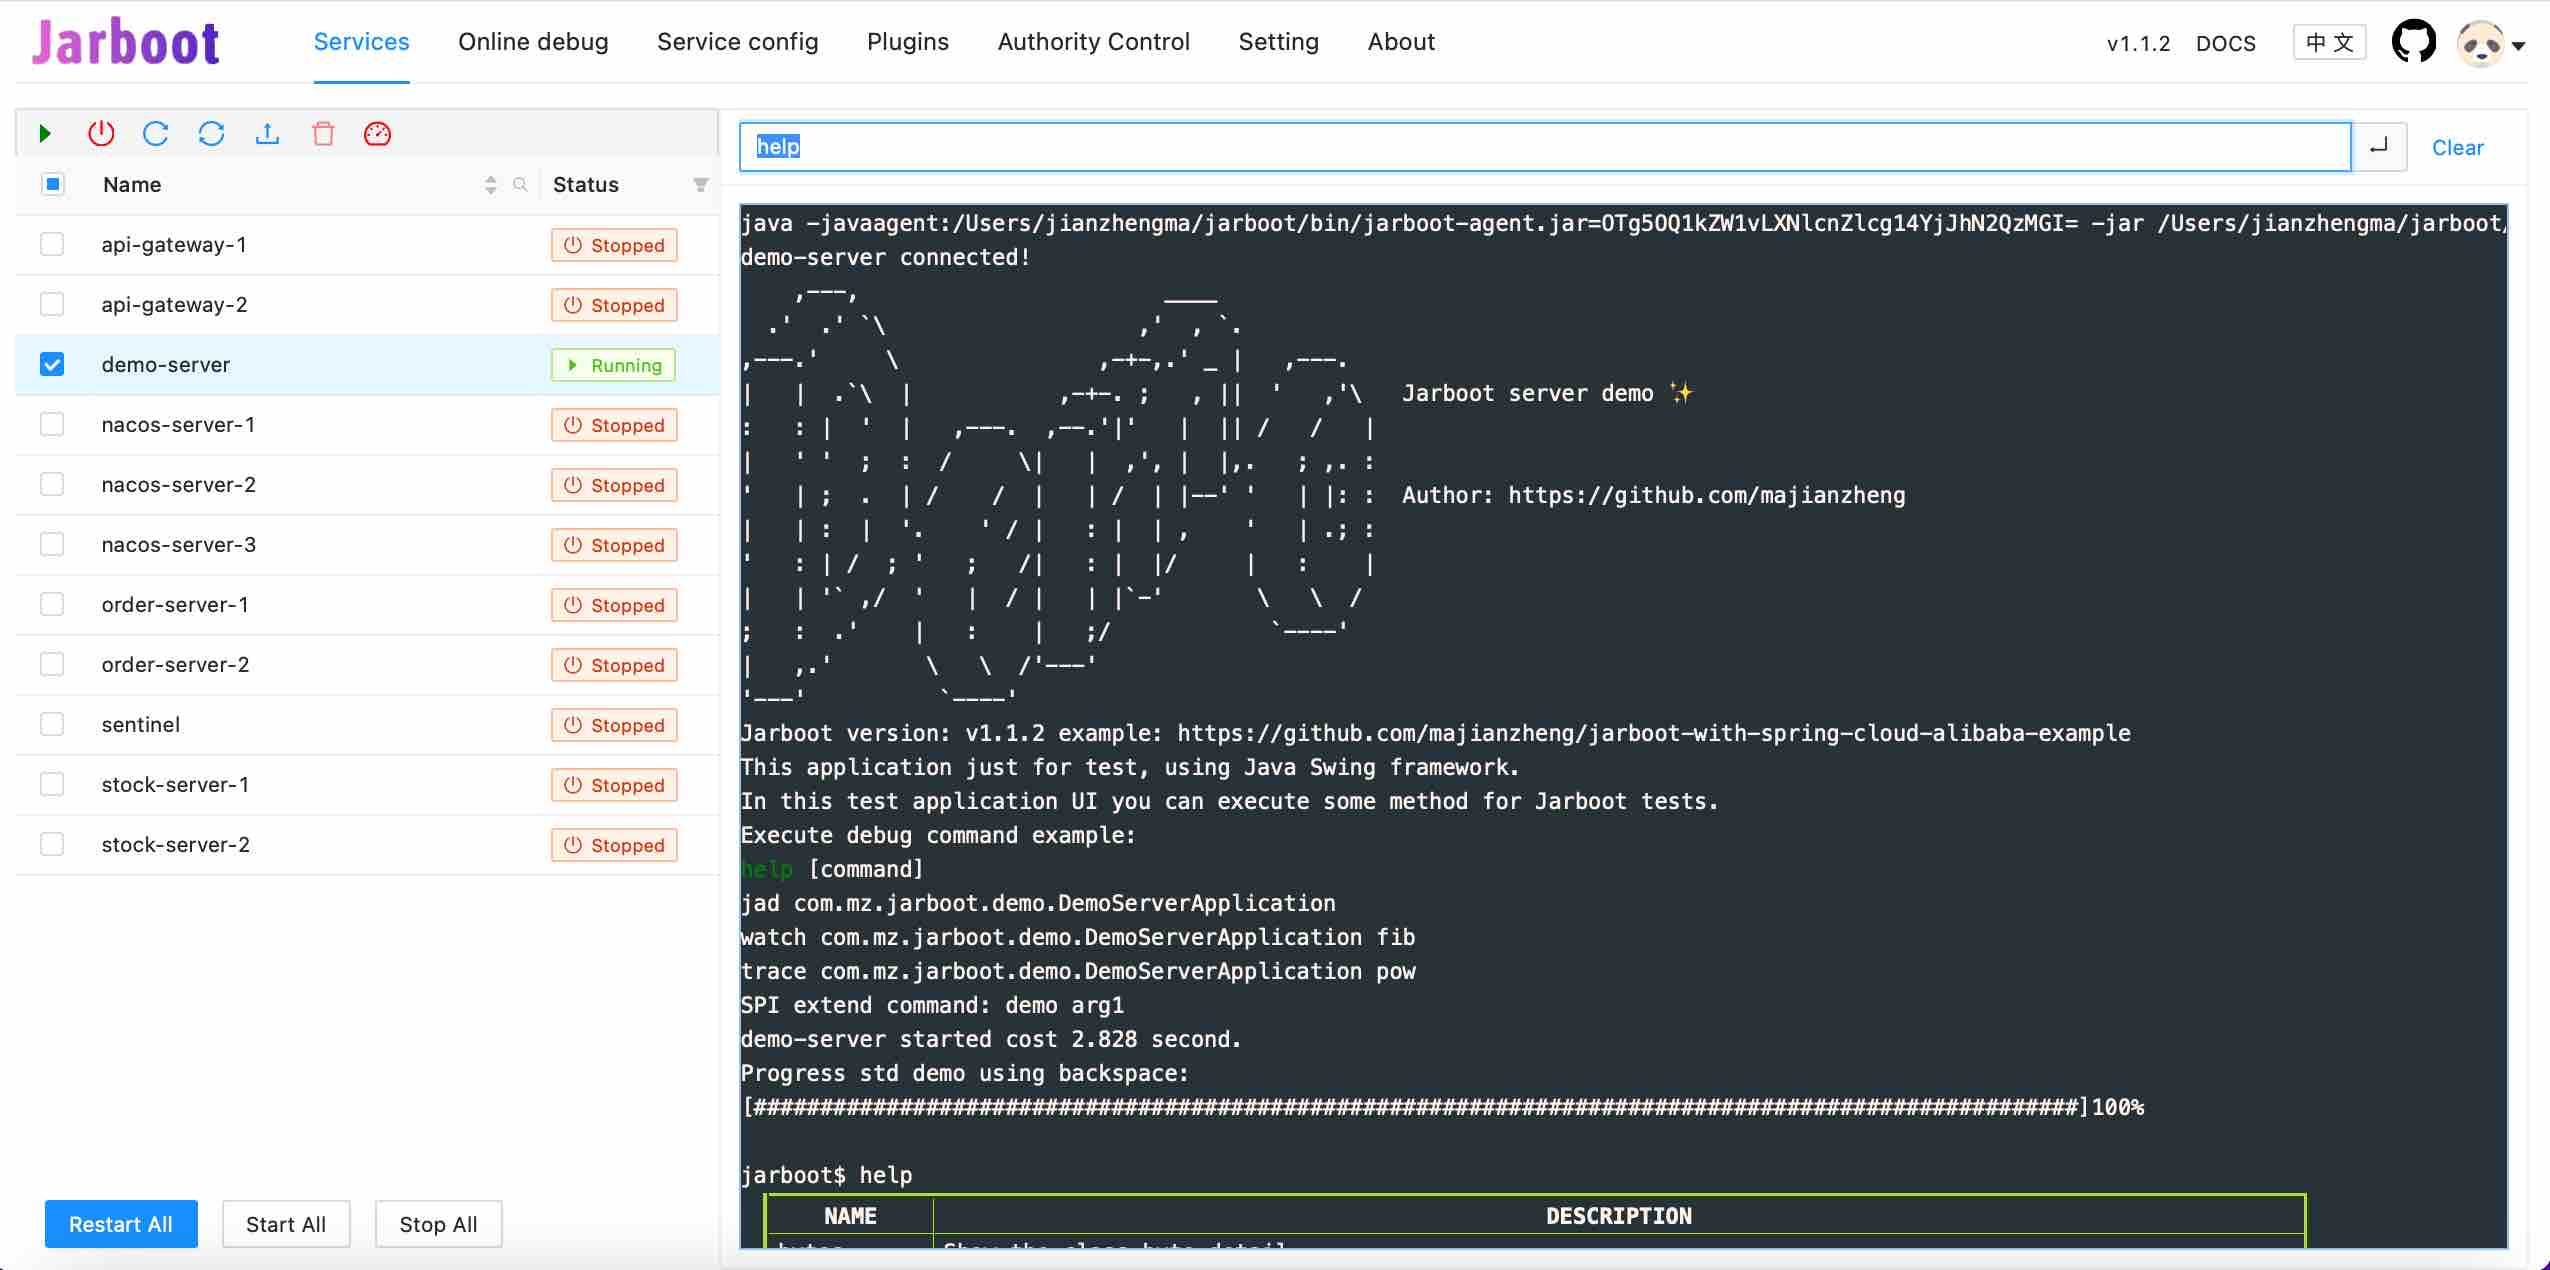 Jarboot
Services Online debug Service config Plugins Authority Control Setting About v1.1.2 DOCS 中 文
help Clear
Name Status
api-gateway-1 Stopped
api-gateway-2 Stopped
demo-server Running
nacos-server-1 Stopped
nacos-server-2 Stopped
nacos-server-3 Stopped
order-server-1 Stopped
order-server-2 Stopped
sentinel Stopped
stock-server-1 Stopped
stock-server-2 Stopped
Restart All Start All Stop All
java -javaagent:/Users/jianzhengma/jarboot/bin/jarboot-agent.jar=OTg5OQ1kZW1vLXNlcnZlcg14YjJhN2QzMGI= -jar /Users/jianzhengma/jarboot/
demo-server connected!
Jarboot server demo ✨
Author: https://github.com/majianzheng
Jarboot version: v1.1.2 example: https://github.com/majianzheng/jarboot-with-spring-cloud-alibaba-example
This application just for test, using Java Swing framework.
In this test application UI you can execute some method for Jarboot tests.
Execute debug command example:
help [command]
jad com.mz.jarboot.demo.DemoServerApplication
watch com.mz.jarboot.demo.DemoServerApplication fib
trace com.mz.jarboot.demo.DemoServerApplication pow
SPI extend command: demo arg1
demo-server started cost 2.828 second.
Progress std demo using backspace:
[####################################################################################################]100%
jarboot$ help
NAME DESCRIPTION
bytes Show the class byte detail